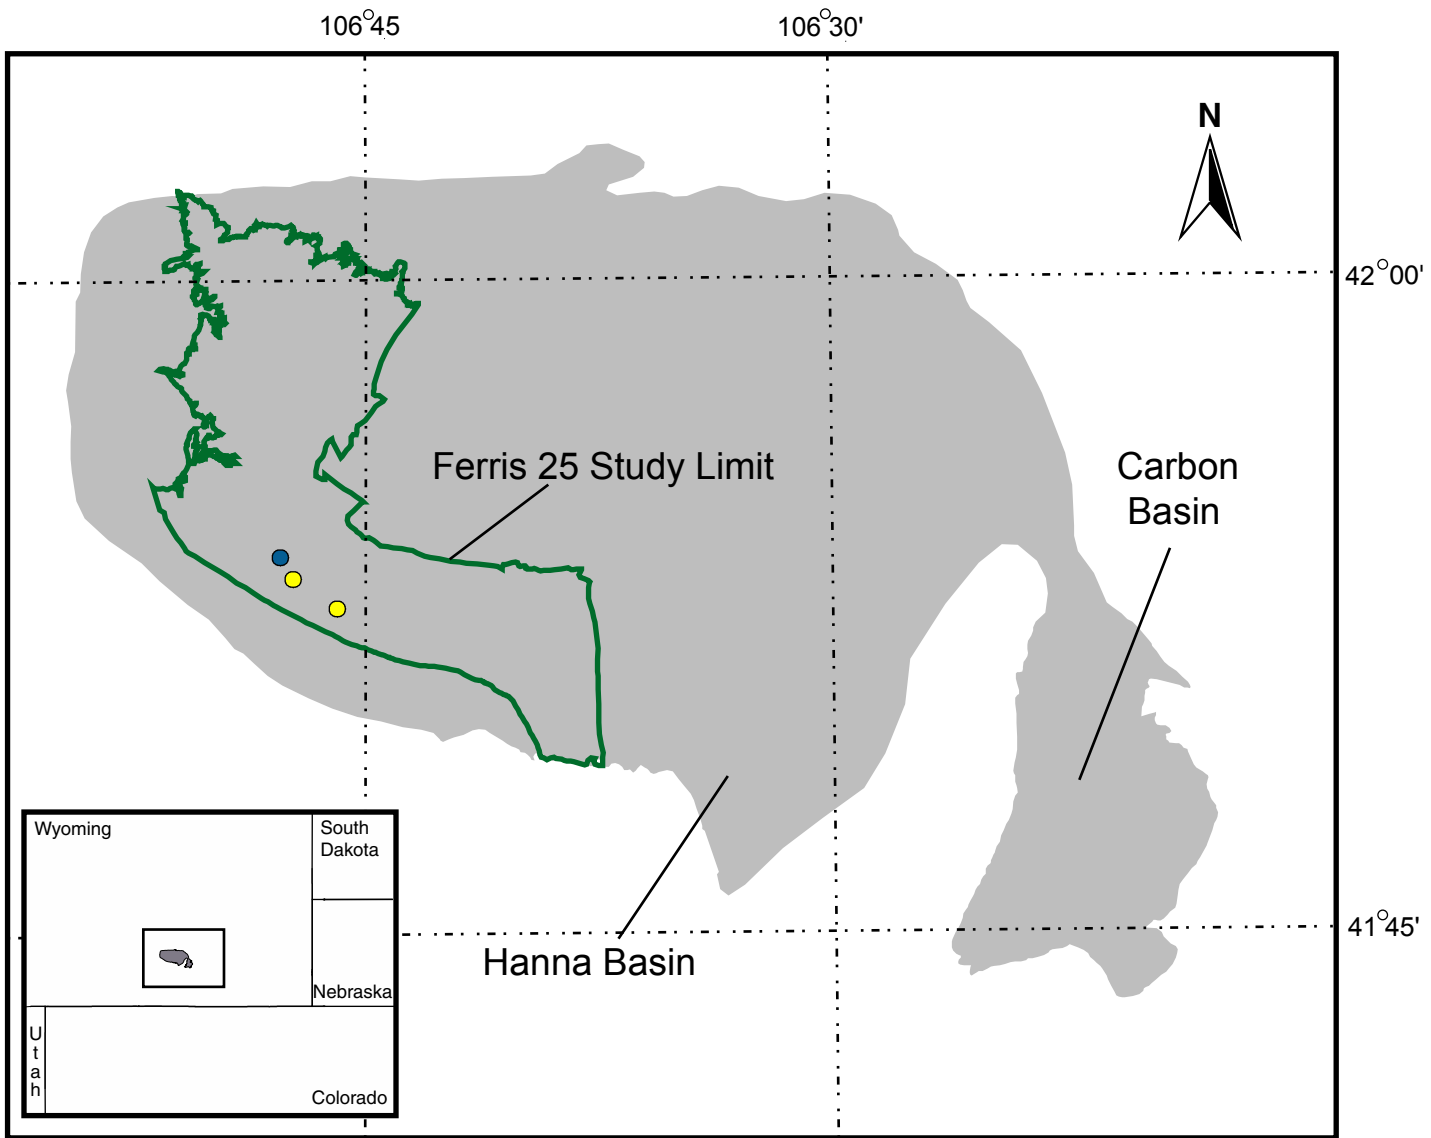 106°45
106°30'
N
42°00'
Ferris 25 Study Limit
Carbon
Basin
Wyoming
South
Dakota
41°45'
Hanna Basin
Nebraska
U
t
a
h
Colorado